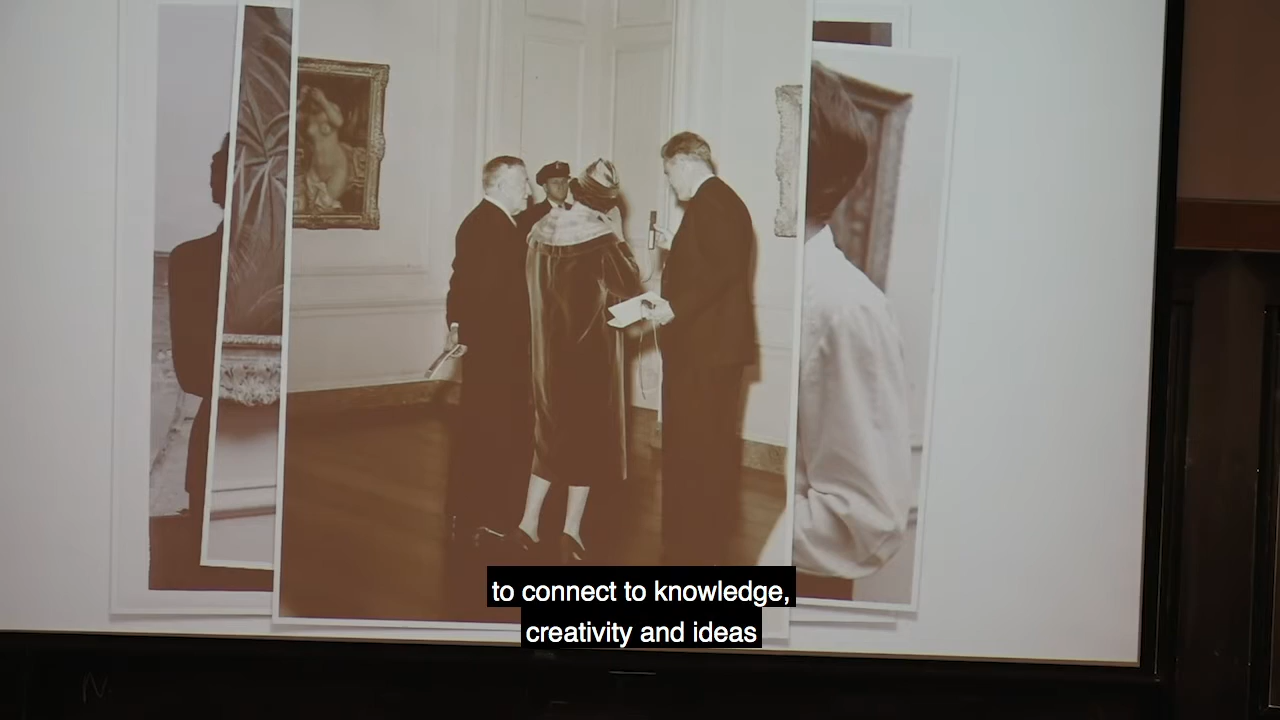 to connect to knowledge,
creativity and ideas